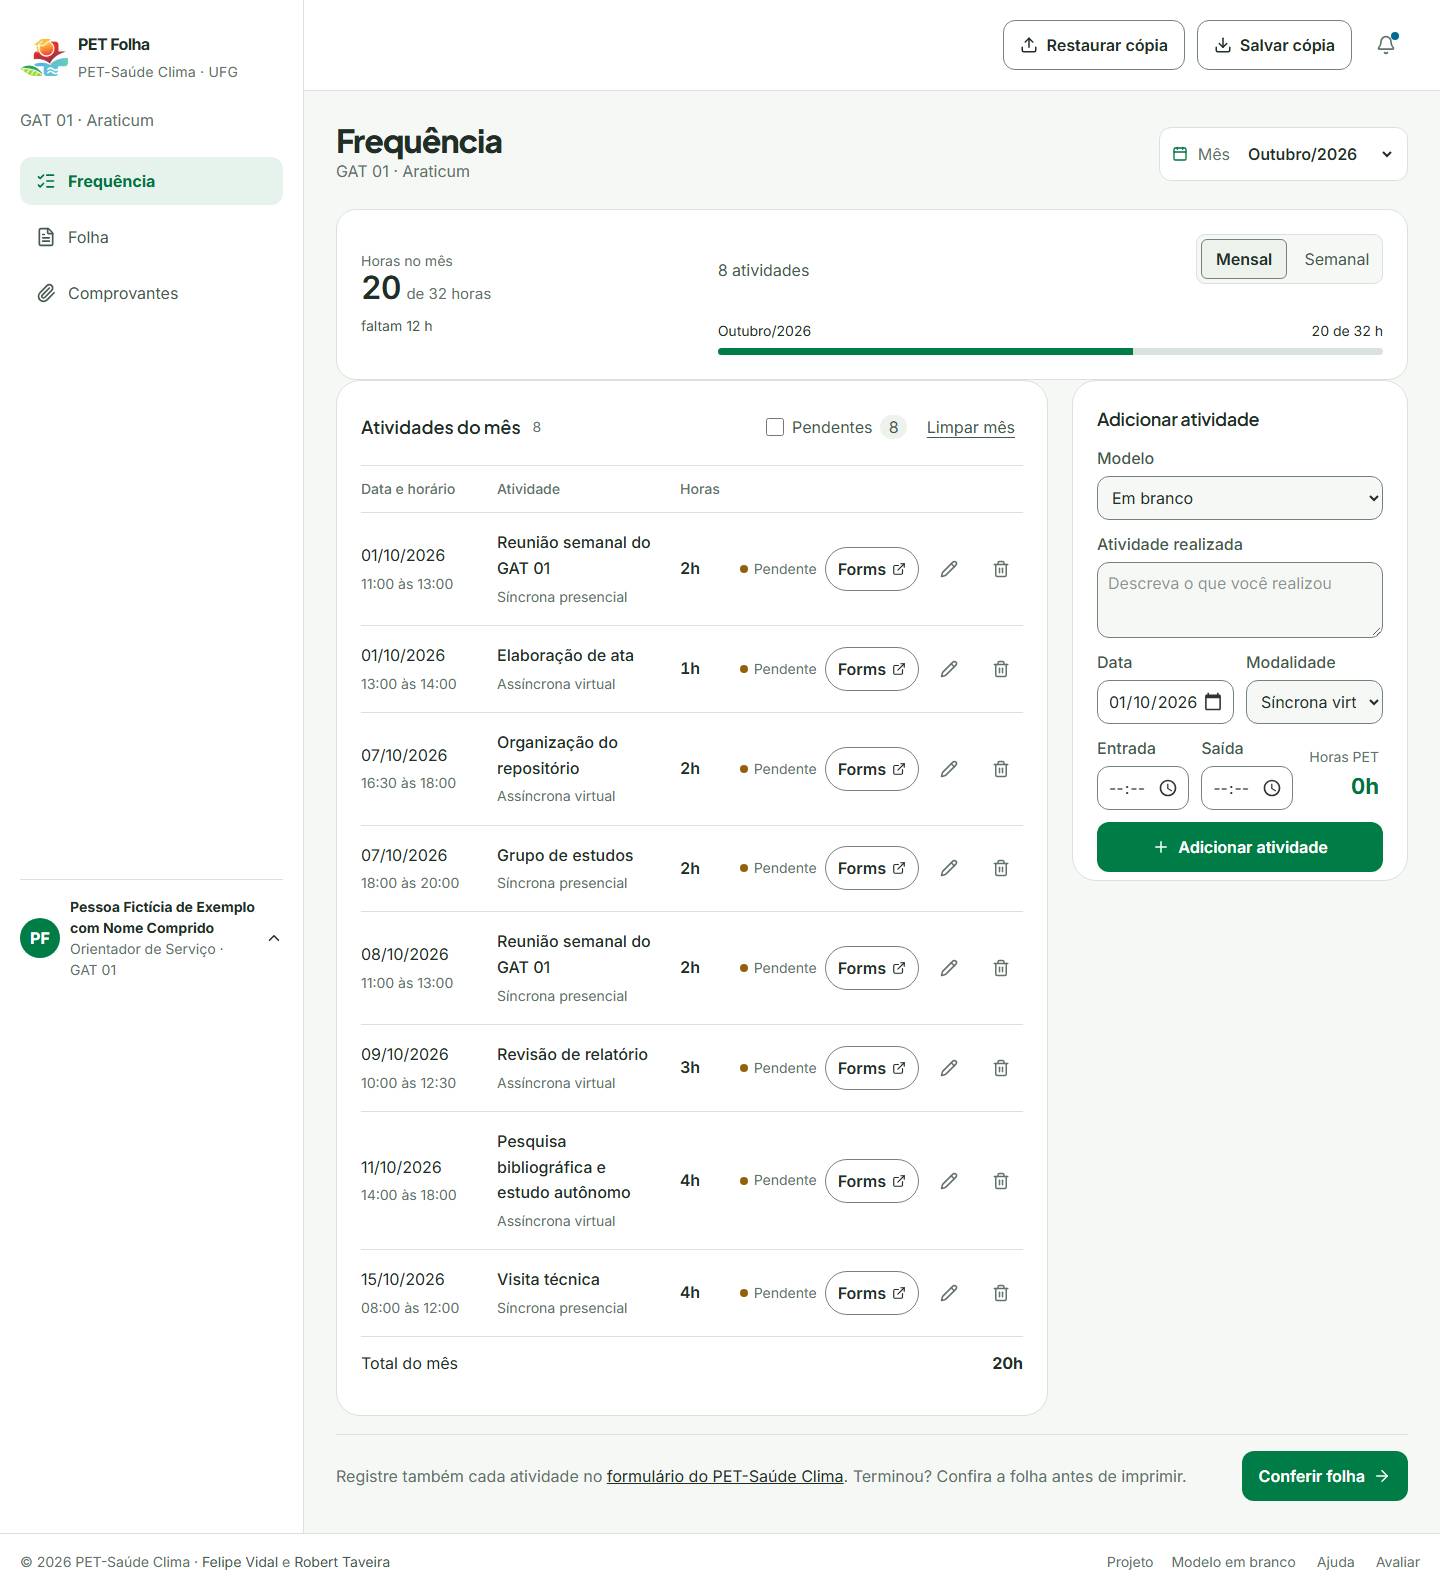 PET Folha
PET-Saúde Clima · UFG
GAT 01 · Araticum
Frequência
Folha
Comprovantes
PF
Pessoa Fictícia de Exemplo
com Nome Comprido
Orientador de Serviço ·
GAT 01
Restaurar cópia
Salvar cópia
Frequência
GAT 01 · Araticum
Mês Outubro/2026
Horas no mês
20 de 32 horas
faltam 12 h
8 atividades
Mensal Semanal
Outubro/2026 20 de 32 h
Atividades do mês 8
Pendentes 8 Limpar mês
Data e horário Atividade Horas
01/10/2026
11:00 às 13:00
Reunião semanal do
GAT 01
Síncrona presencial
2h Pendente Forms
01/10/2026
13:00 às 14:00
Elaboração de ata
Assíncrona virtual
1h Pendente Forms
07/10/2026
16:30 às 18:00
Organização do
repositório
Assíncrona virtual
2h Pendente Forms
07/10/2026
18:00 às 20:00
Grupo de estudos
Síncrona presencial
2h Pendente Forms
08/10/2026
11:00 às 13:00
Reunião semanal do
GAT 01
Síncrona presencial
2h Pendente Forms
09/10/2026
10:00 às 12:30
Revisão de relatório
Assíncrona virtual
3h Pendente Forms
11/10/2026
14:00 às 18:00
Pesquisa
bibliográfica e
estudo autônomo
Assíncrona virtual
4h Pendente Forms
15/10/2026
08:00 às 12:00
Visita técnica
Síncrona presencial
4h Pendente Forms
Total do mês 20h
Adicionar atividade
Modelo
Em branco
Atividade realizada
Descreva o que você realizou
Data Modalidade
01/10/2026 Síncrona virt
Entrada Saída Horas PET
--:-- --:-- 0h
+ Adicionar atividade
Registre também cada atividade no formulário do PET-Saúde Clima. Terminou? Confira a folha antes de imprimir.
Conferir folha →
© 2026 PET-Saúde Clima · Felipe Vidal e Robert Taveira
Projeto Modelo em branco Ajuda Avaliar